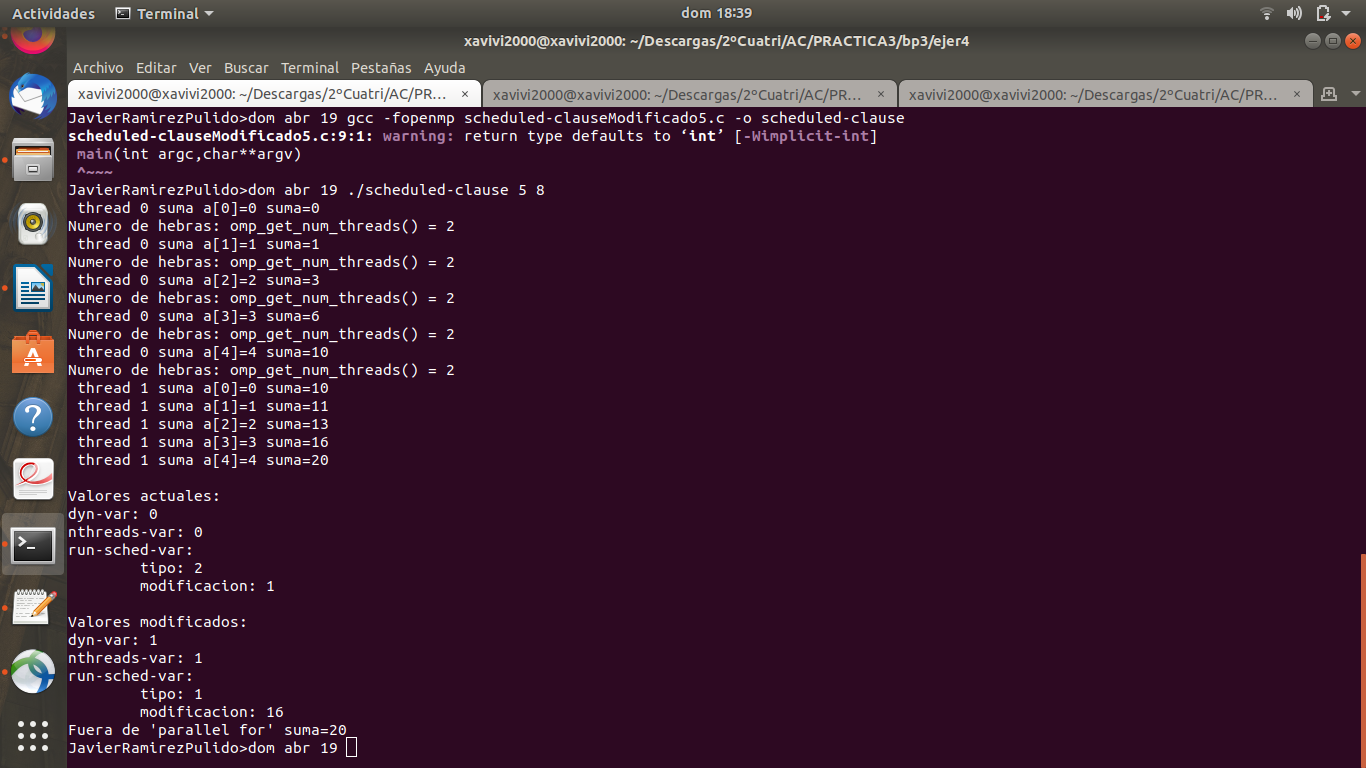 Actividades Terminal dom 18:39
xavivi2000@xavivi2000: ~/Descargas/2ºCuatri/AC/PRACTICA3/bp3/ejer4
Archivo Editar Ver Buscar Terminal Pestañas Ayuda
xavivi2000@xavivi2000: ~/Descargas/2ºCuatri/AC/PR... × xavivi2000@xavivi2000: ~/Descargas/2ºCuatri/AC/PR... × xavivi2000@xavivi2000: ~/Descargas/2ºCuatri/AC/PR... ×
JavierRamirezPulido>dom abr 19 gcc -fopenmp scheduled-clauseModificado5.c -o scheduled-clause
scheduled-clauseModificado5.c:9:1: warning: return type defaults to ‘int’ [-Wimplicit-int]
 main(int argc,char**argv)
 ^~~~
JavierRamirezPulido>dom abr 19 ./scheduled-clause 5 8
 thread 0 suma a[0]=0 suma=0
Numero de hebras: omp_get_num_threads() = 2
 thread 0 suma a[1]=1 suma=1
Numero de hebras: omp_get_num_threads() = 2
 thread 0 suma a[2]=2 suma=3
Numero de hebras: omp_get_num_threads() = 2
 thread 0 suma a[3]=3 suma=6
Numero de hebras: omp_get_num_threads() = 2
 thread 0 suma a[4]=4 suma=10
Numero de hebras: omp_get_num_threads() = 2
 thread 1 suma a[0]=0 suma=10
 thread 1 suma a[1]=1 suma=11
 thread 1 suma a[2]=2 suma=13
 thread 1 suma a[3]=3 suma=16
 thread 1 suma a[4]=4 suma=20
Valores actuales:
dyn-var: 0
nthreads-var: 0
run-sched-var:
        tipo: 2
        modificacion: 1
Valores modificados:
dyn-var: 1
nthreads-var: 1
run-sched-var:
        tipo: 1
        modificacion: 16
Fuera de 'parallel for' suma=20
JavierRamirezPulido>dom abr 19